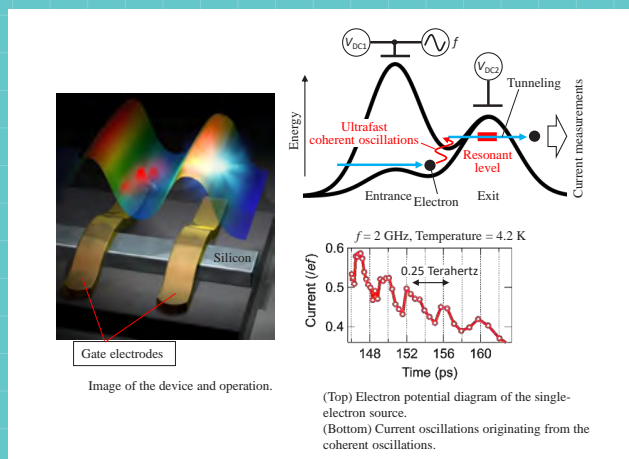 V_DC1
f
V_DC2
Tunneling
Energy
Ultrafast
coherent oscillations
Resonant
level
Current measurements
Entrance
Electron
Exit
Silicon
Gate electrodes
Image of the device and operation.
f = 2 GHz, Temperature = 4.2 K
0.6
0.5
0.4
Current (/ef)
0.25 Terahertz
148 152 156 160
Time (ps)
(Top) Electron potential diagram of the single-
electron source.
(Bottom) Current oscillations originating from the
coherent oscillations.